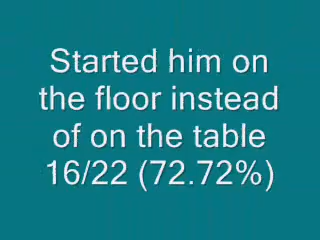 Started him on
the floor instead
of on the table
16/22 (72.72%)